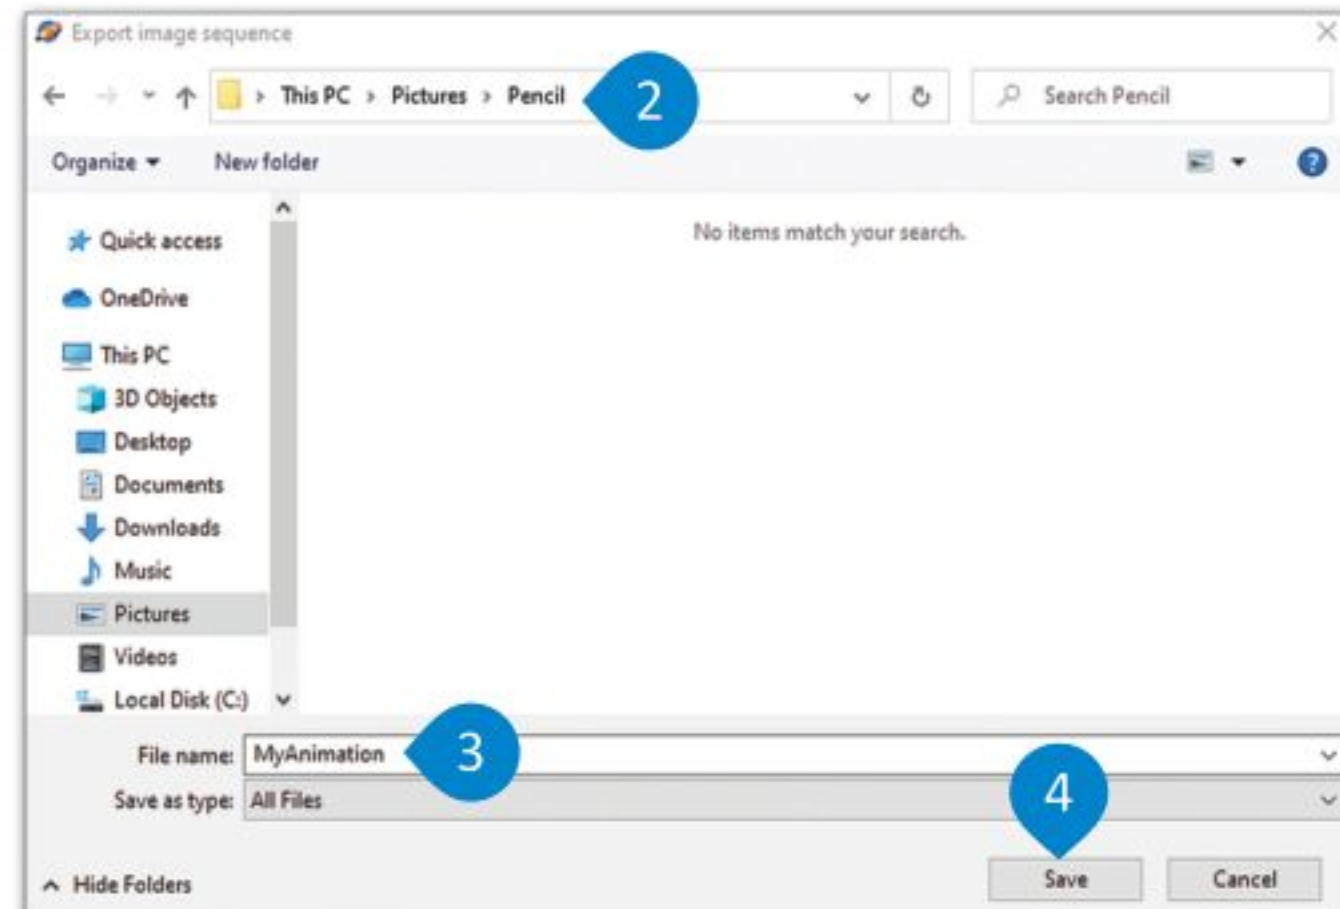 Export image sequence
This PC > Pictures > Pencil
2
Search Pencil
Organize
New folder
Quick access
No items match your search.
OneDrive
This PC
3D Objects
Desktop
Documents
Downloads
Music
Pictures
Videos
Local Disk (C:)
File name: MyAnimation
3
Save as type: All Files
4
Hide Folders
Save
Cancel